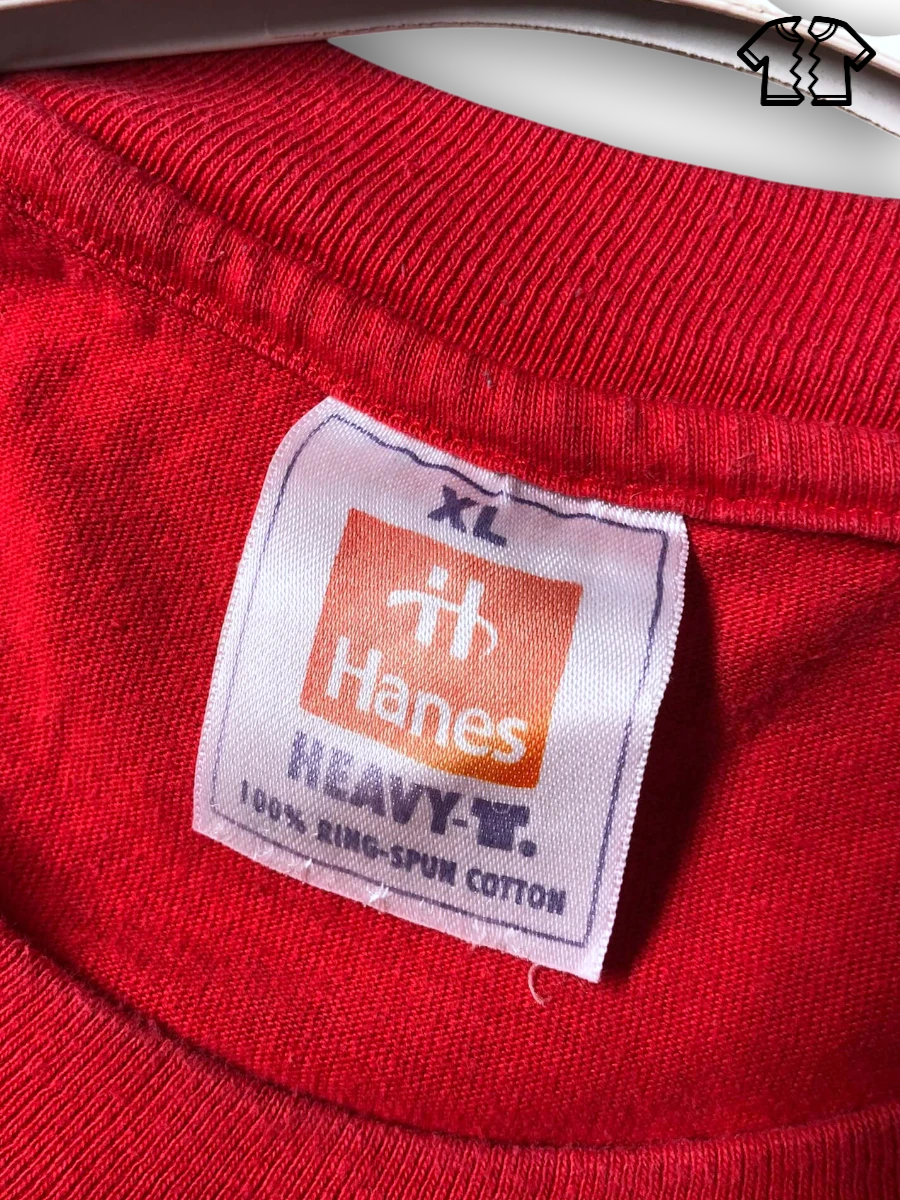 XL
H
Hanes
HEAVY-T.
100% RING-SPUN COTTON